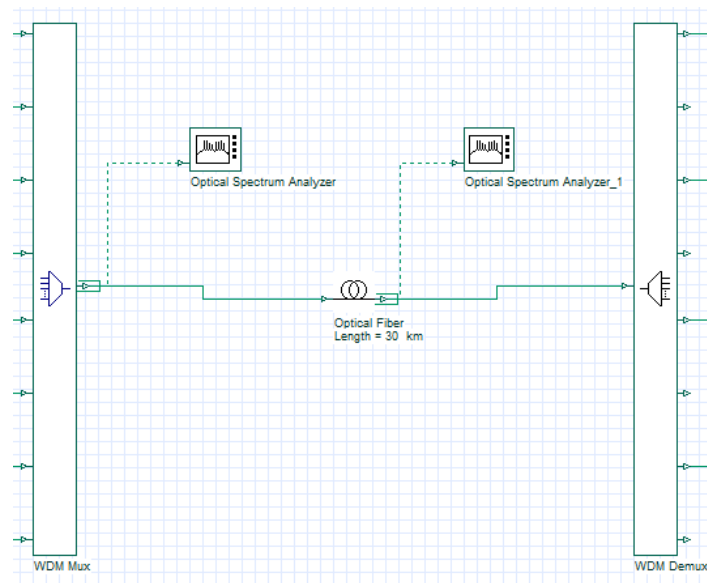 Optical Spectrum Analyzer
Optical Spectrum Analyzer_1
Optical Fiber
Length = 30 km
WDM Mux
WDM Demux